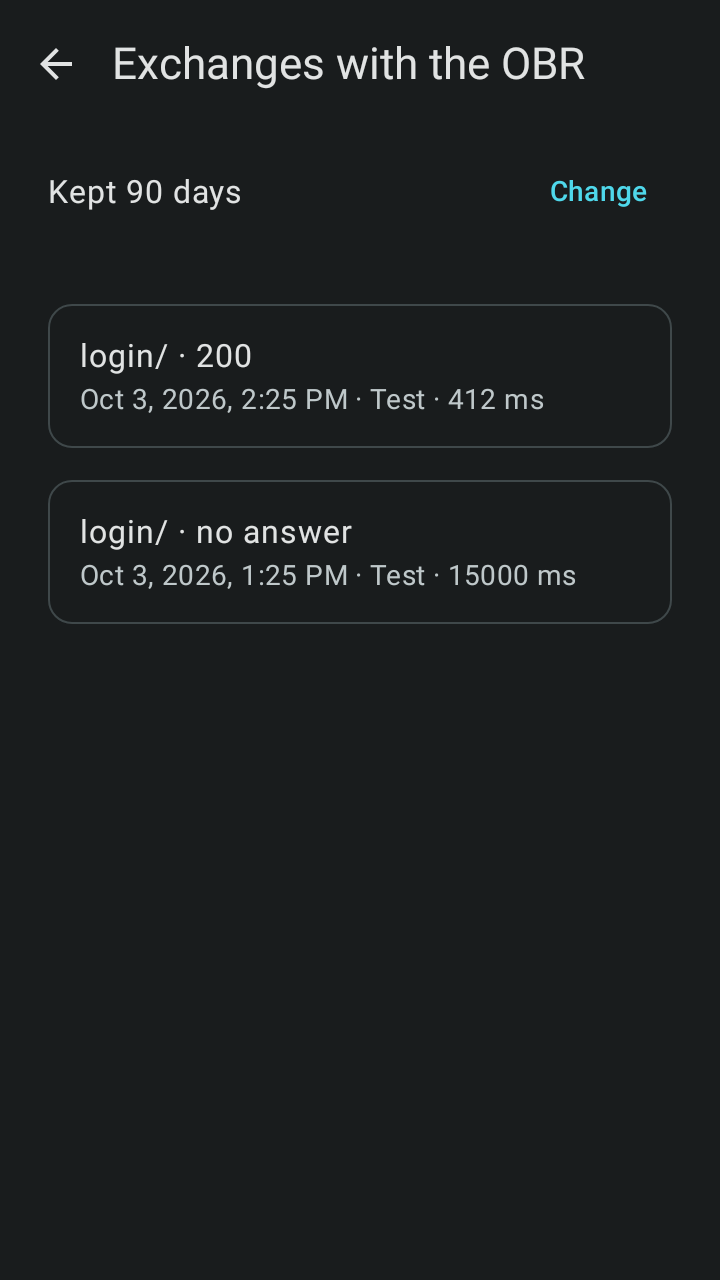 Exchanges with the OBR
Kept 90 days
Change
login/ · 200
Oct 3, 2026, 2:25 PM · Test · 412 ms
login/ · no answer
Oct 3, 2026, 1:25 PM · Test · 15000 ms